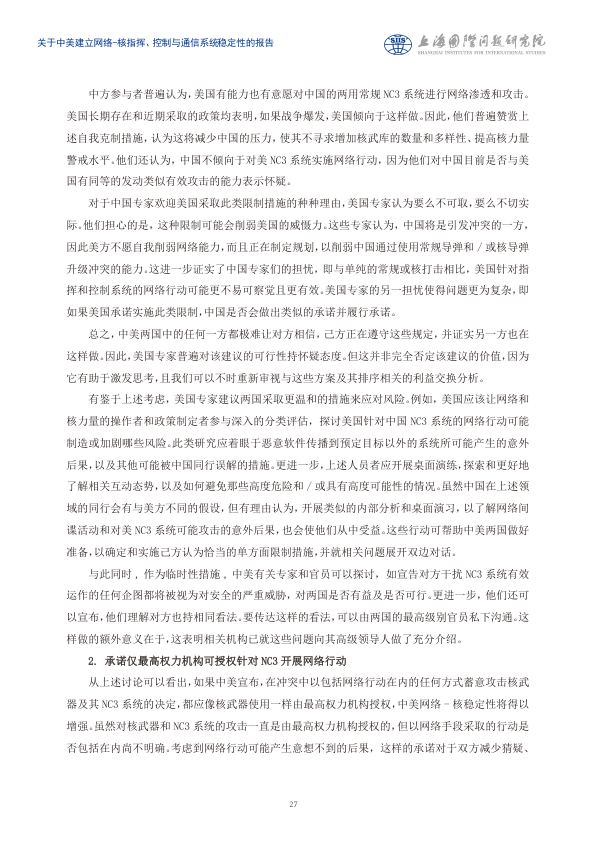 关于中美建立网络-核指挥、控制与通信系统稳定性的报告
SIIS
上海国际问题研究院
SHANGHAI INSTITUTES FOR INTERNATIONAL STUDIES
中方参与者普遍认为，美国有能力也有意愿对中国的两用常规 NC3 系统进行网络渗透和攻击。
美国长期存在和近期采取的政策均表明，如果战争爆发，美国倾向于这样做。因此，他们普遍赞赏上
述自我克制措施，认为这将减少中国的压力，使其不寻求增加核武库的数量和多样性、提高核力量
警戒水平。他们还认为，中国不倾向于对美 NC3 系统实施网络行动，因为他们对中国目前是否与美
国有同等的发动类似有效攻击的能力表示怀疑。
对于中国专家欢迎美国采取此类限制措施的种种理由，美国专家认为要么不可取，要么不切实
际。他们担心的是，这种限制可能会削弱美国的威慑力。这些专家认为，中国将是引发冲突的一方，
因此美方不愿自我削弱网络能力，而且正在制定规划，以削弱中国通过使用常规导弹和 / 或核导弹
升级冲突的能力。这进一步证实了中国专家们的担忧，即与单纯的常规或核打击相比，美国针对指
挥和控制系统的网络行动可能更不易可察觉且更有效。美国专家的另一担忧使得问题更为复杂，即
如果美国承诺实施此类限制，中国是否会做出类似的承诺并履行承诺。
总之，中美两国中的任何一方都极难让对方相信，己方正在遵守这些规定，并证实另一方也在
这样做。因此，美国专家普遍对该建议的可行性持怀疑态度。但这并非完全否定该建议的价值，因为
它有助于激发思考，且我们可以不时重新审视与这些方案及其排序相关的利益交换分析。
有鉴于上述考虑，美国专家建议两国采取更温和的措施来应对风险。例如，美国应该让网络和
核力量的操作者和政策制定者参与深入的分类评估，探讨美国针对中国 NC3 系统的网络行动可能
制造或加剧哪些风险。此类研究应着眼于恶意软件传播到预定目标以外的系统所可能产生的意外
后果，以及其他可能被中国同行误解的措施。更进一步，上述人员者应开展桌面演练，探索和更好地
了解相关互动态势，以及如何避免那些高度危险和 / 或具有高度可能性的情况。虽然中国在上述领
域的同行会有与美方不同的假设，但有理由认为，开展类似的内部分析和桌面演习，以了解网络间
谍活动和对美 NC3 系统可能攻击的意外后果，也会使他们从中受益。这些行动可帮助中美两国做好
准备，以确定和实施己方认为恰当的单方面限制措施，并就相关问题展开双边对话。
与此同时，作为临时性措施，中美有关专家和官员可以探讨，如宣告对方干扰 NC3 系统有效
运作的任何企图都将被视为对安全的严重威胁，对两国是否有益及是否可行。更进一步，他们还可
以宣布，他们理解对方也持相同看法。要传达这样的看法，可以由两国的最高级别官员私下沟通。这
样做的额外意义在于，这表明相关机构已就这些问题向其高级领导人做了充分介绍。
2. 承诺仅最高权力机构可授权针对 NC3 开展网络行动
从上述讨论可以看出，如果中美宣布，在冲突中以包括网络行动在内的任何方式蓄意攻击核武
器及其 NC3 系统的决定，都应像核武器使用一样由最高权力机构授权，中美网络 - 核稳定性将得以
增强。虽然对核武器和 NC3 系统的攻击一直是由最高权力机构授权的，但以网络手段采取的行动是
否包括在内尚不明确。考虑到网络行动可能产生意想不到的后果，这样的承诺对于双方减少猜疑、
27